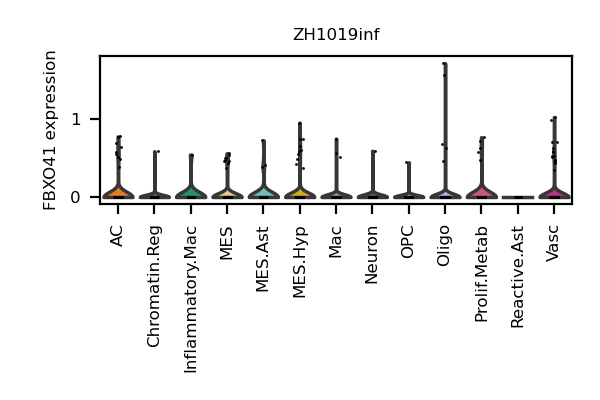 ZH1019inf
FBXO41 expression
1
0
AC
Chromatin.Reg
Inflammatory.Mac
MES
MES.Ast
MES.Hyp
Mac
Neuron
OPC
Oligo
Prolif.Metab
Reactive.Ast
Vasc